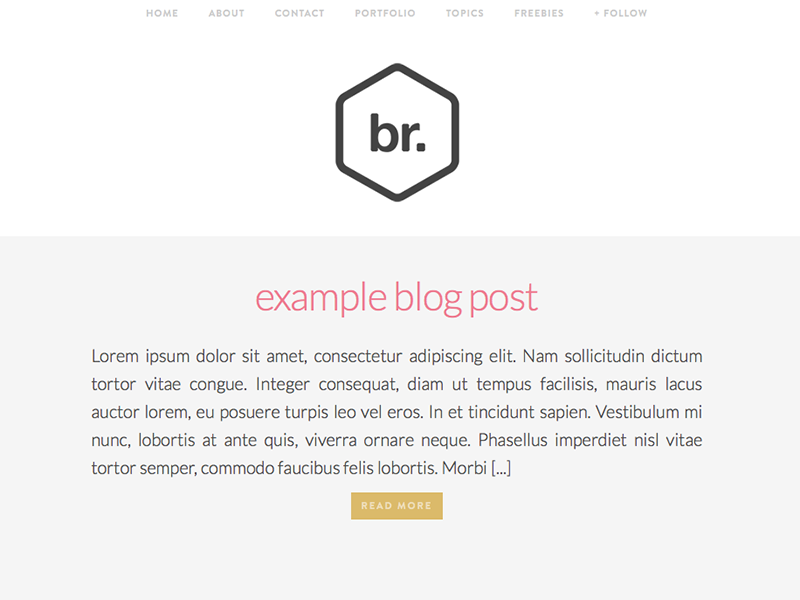 HOME ABOUT CONTACT PORTFOLIO TOPICS FREEBIES + FOLLOW
br.
example blog post
Lorem ipsum dolor sit amet, consectetur adipiscing elit. Nam sollicitudin dictum
tortor vitae congue. Integer consequat, diam ut tempus facilisis, mauris lacus
auctor lorem, eu posuere turpis leo vel eros. In et tincidunt sapien. Vestibulum mi
nunc, lobortis at ante quis, viverra ornare neque. Phasellus imperdiet nisl vitae
tortor semper, commodo faucibus felis lobortis. Morbi [...]
READ MORE